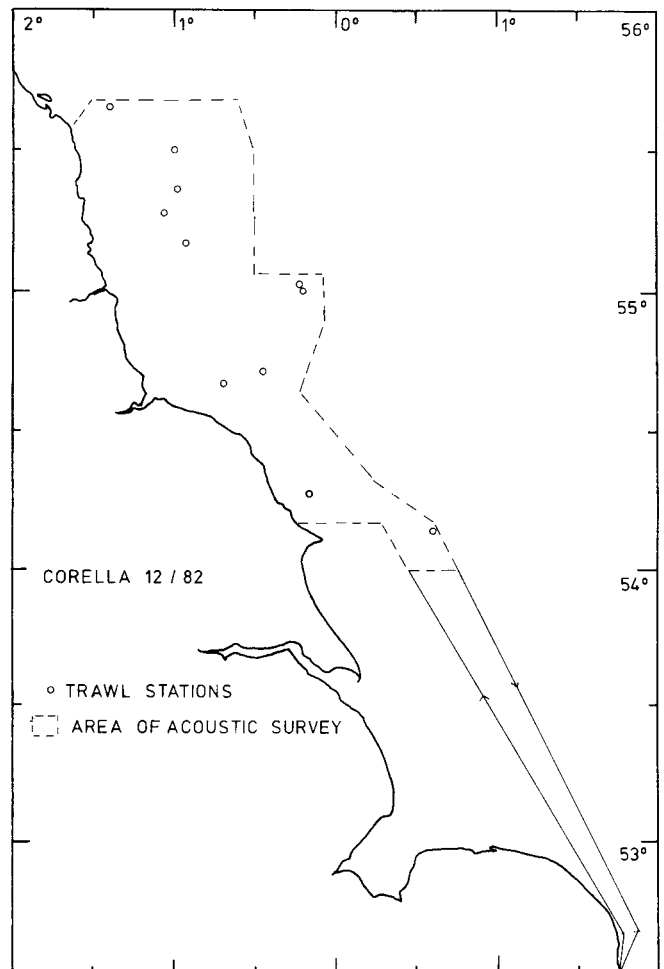 2° 1° 0° 1° 56°
55°
54°
CORELLA 12 / 82
TRAWL STATIONS
AREA OF ACOUSTIC SURVEY
53°